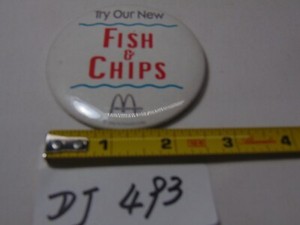 Try Our New
FISH
&
CHIPS
1 2 3 4
DJ 493